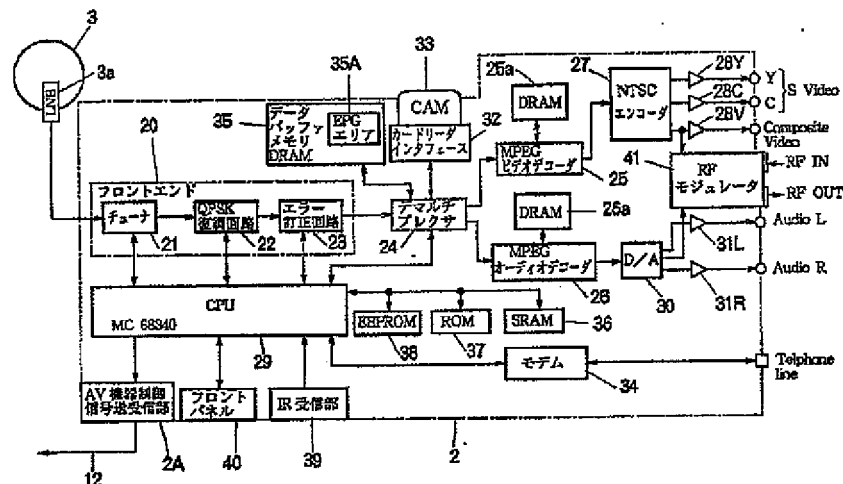 3
3a
LNB
20
フロントエンド
チューナ
21
QPSK
復調回路
22
エラー
訂正回路
23
35
35A
データ
バッファ
メモリ
DRAM
EPG
エリア
33
CAM
カードリーダ
インタフェース
32
デマルチ
プレクサ
24
25a
DRAM
MPEG
ビデオデコーダ
25
27
NTSC
エンコーダ
28Y
28C
28V
Y
C
S Video
Composite
Video
41
RF
モジュレータ
RF IN
RF OUT
26a
DRAM
MPEG
オーディオデコーダ
26
D/A
30
31L
31R
Audio L
Audio R
CPU
MC 68340
29
EEPROM
38
ROM
37
SRAM
36
モデム
34
Telphone
line
AV機器制御
信号送受信部
2A
フロント
パネル
40
IR受信部
39
2
12